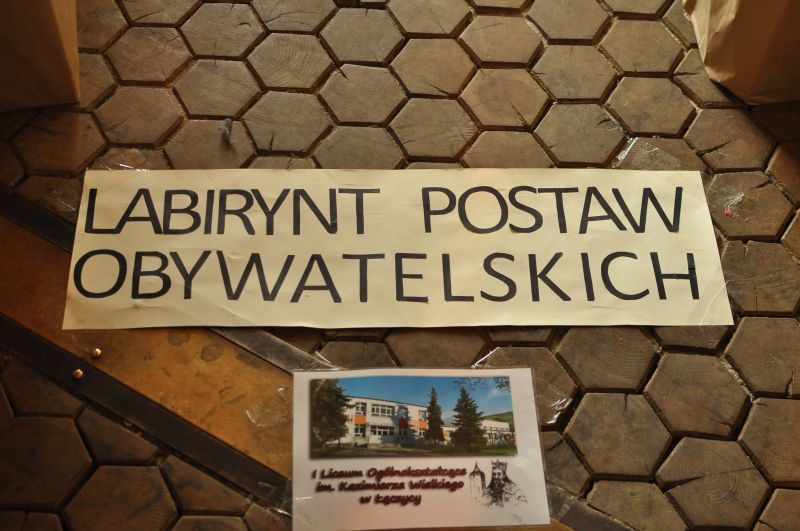 LABIRYNT POSTAW
OBYWATELSKICH
I Liceum Ogólnokształcące
im. Kazimierza Wielkiego
w Łęczycy